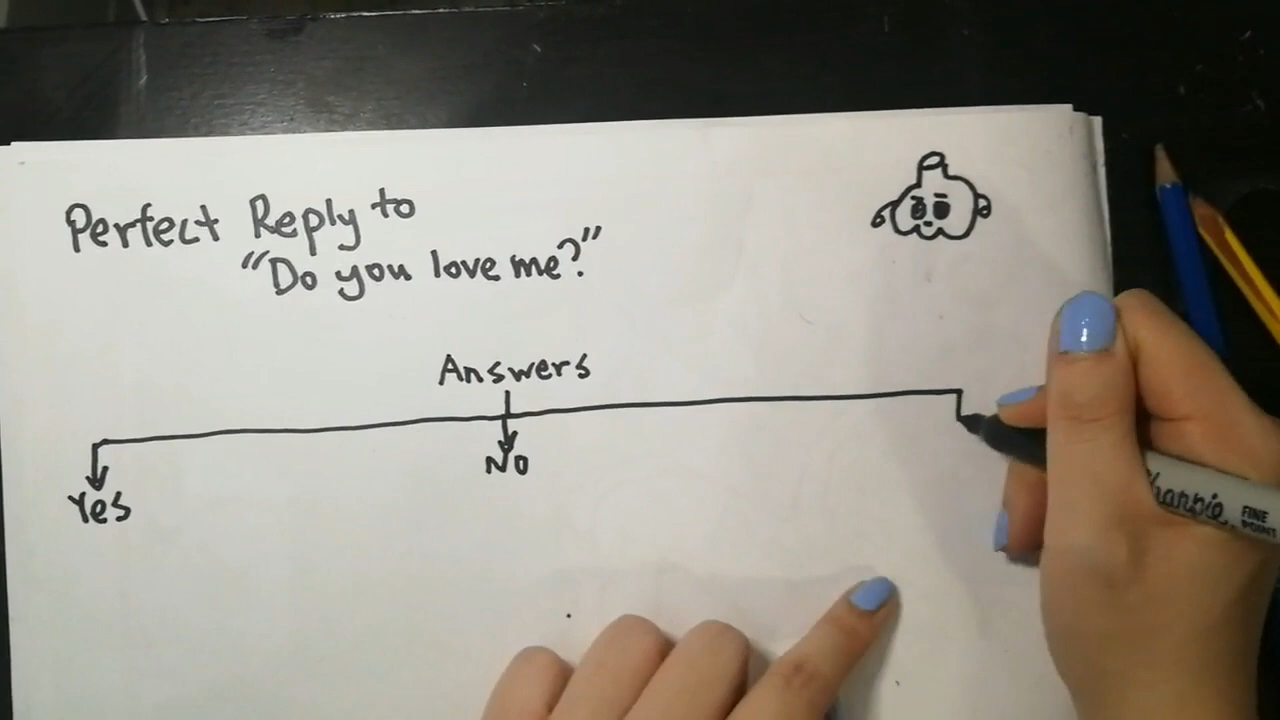 Perfect Reply to
"Do you love me?"
Answers
Yes
No
Sharpie
FINE
POINT